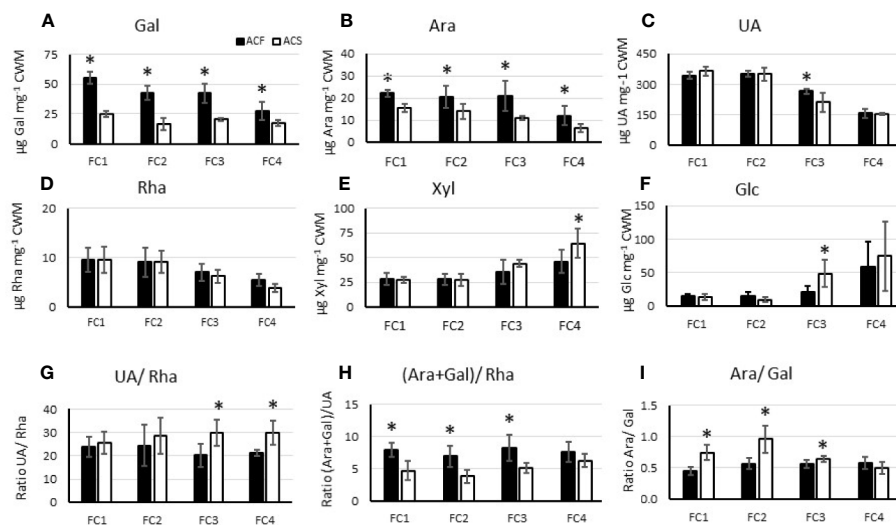 A Gal
ACF ACS
75
50
25
0
µg Gal mg⁻¹ CWM
* * * *
FC1 FC2 FC3 FC4
B Ara
40
30
20
10
0
µg Ara mg⁻¹ CWM
* * * *
FC1 FC2 FC3 FC4
C UA
450
300
150
0
µg UA mg-1 CWM
*
FC1 FC2 FC3 FC4
D Rha
20
10
0
µg Rha mg⁻¹ CWM
FC1 FC2 FC3 FC4
E Xyl
100
75
50
25
0
µg Xyl mg⁻¹ CWM
*
FC1 FC2 FC3 FC4
F Glc
150
100
50
0
µg Glc mg⁻¹ CWM
*
FC1 FC2 FC3 FC4
G UA/ Rha
40
30
20
10
0
Ratio UA/ Rha
* *
FC1 FC2 FC3 FC4
H (Ara+Gal)/ Rha
15
10
5
0
Ratio (Ara+Gal)/UA
* * *
FC1 FC2 FC3 FC4
I Ara/ Gal
1.5
1.0
0.5
0.0
Ratio Ara/ Gal
* * *
FC1 FC2 FC3 FC4